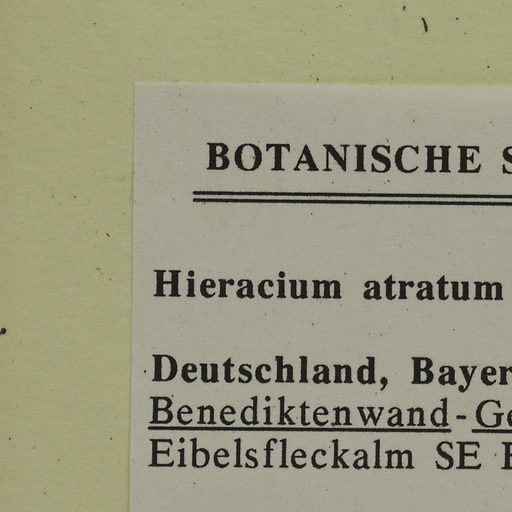 BOTANISCHE
Hieracium atratum
Deutschland, Bayer
Benediktenwand-Ge
Eibelsfleckalm SE